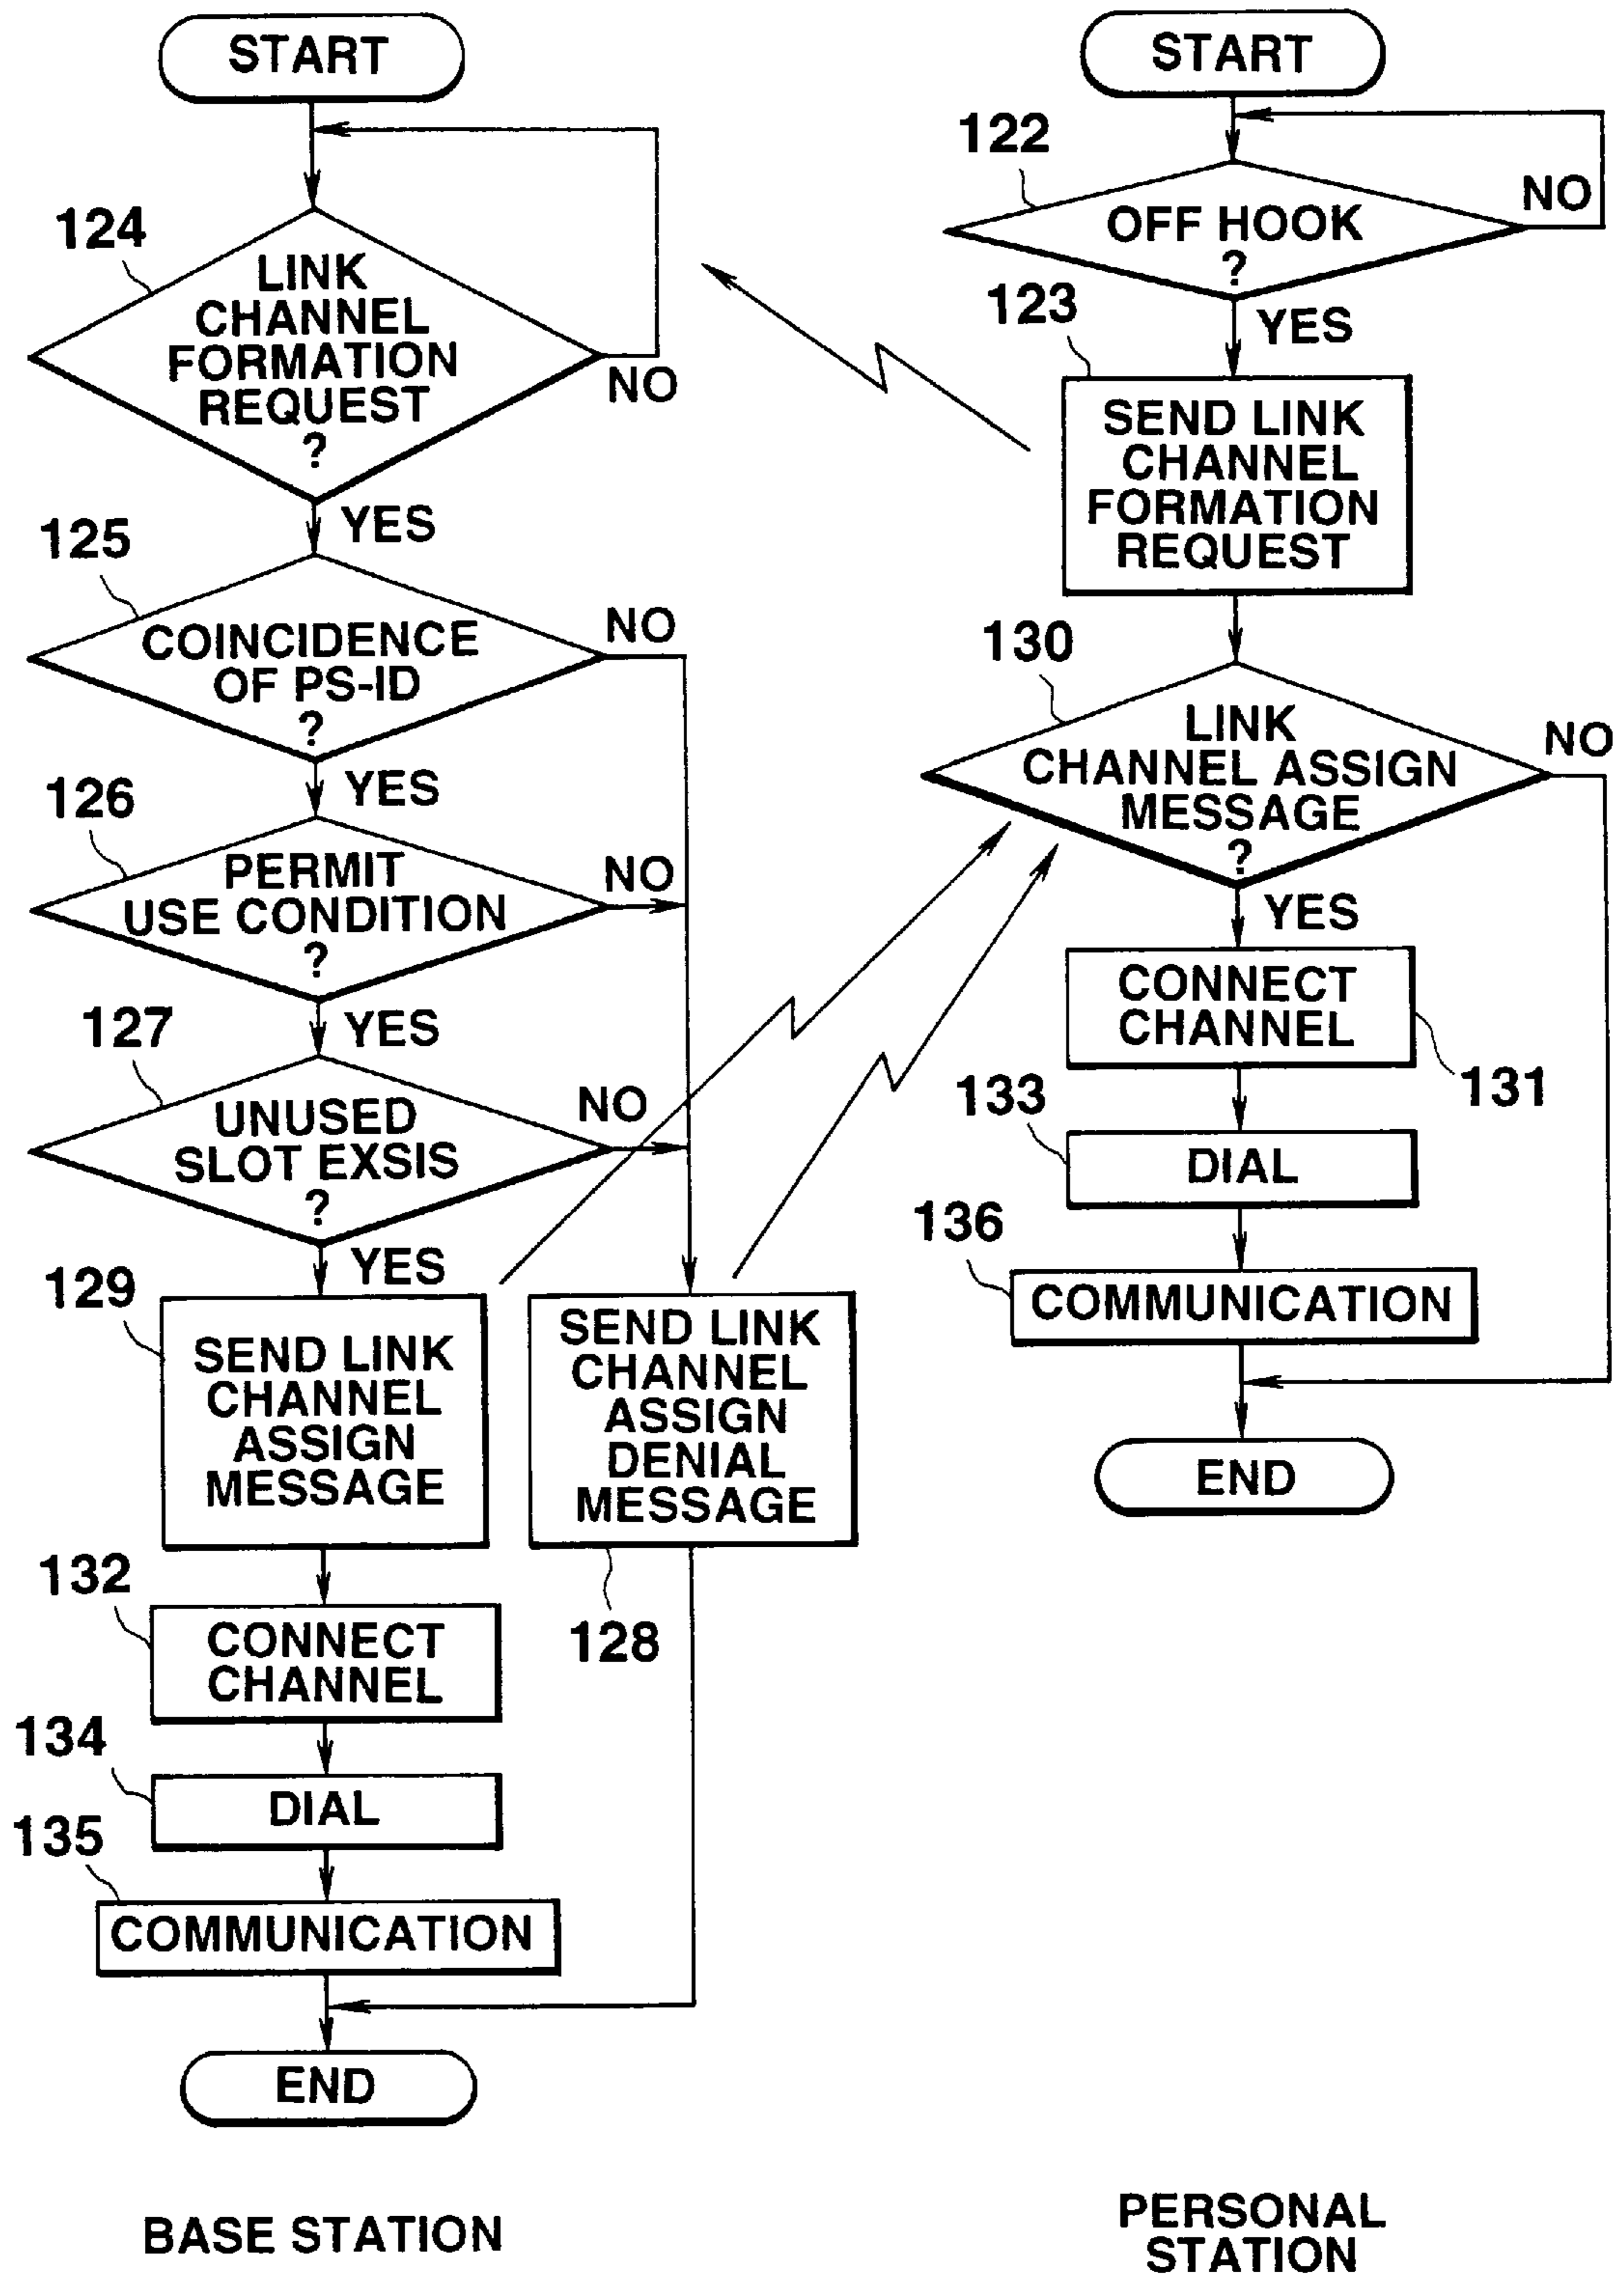 START
124
LINK
CHANNEL
FORMATION
REQUEST
?
NO
YES
125
COINCIDENCE
OF PS-ID
?
NO
YES
126
PERMIT
USE CONDITION
?
NO
YES
127
UNUSED
SLOT EXSIS
?
NO
YES
129
SEND LINK
CHANNEL
ASSIGN
MESSAGE
SEND LINK
CHANNEL
ASSIGN
DENIAL
MESSAGE
128
132
CONNECT
CHANNEL
134
DIAL
135
COMMUNICATION
END
BASE STATION
START
122
OFF HOOK
?
NO
YES
123
SEND LINK
CHANNEL
FORMATION
REQUEST
130
LINK
CHANNEL ASSIGN
MESSAGE
?
NO
YES
CONNECT
CHANNEL
131
133
DIAL
136
COMMUNICATION
END
PERSONAL
STATION